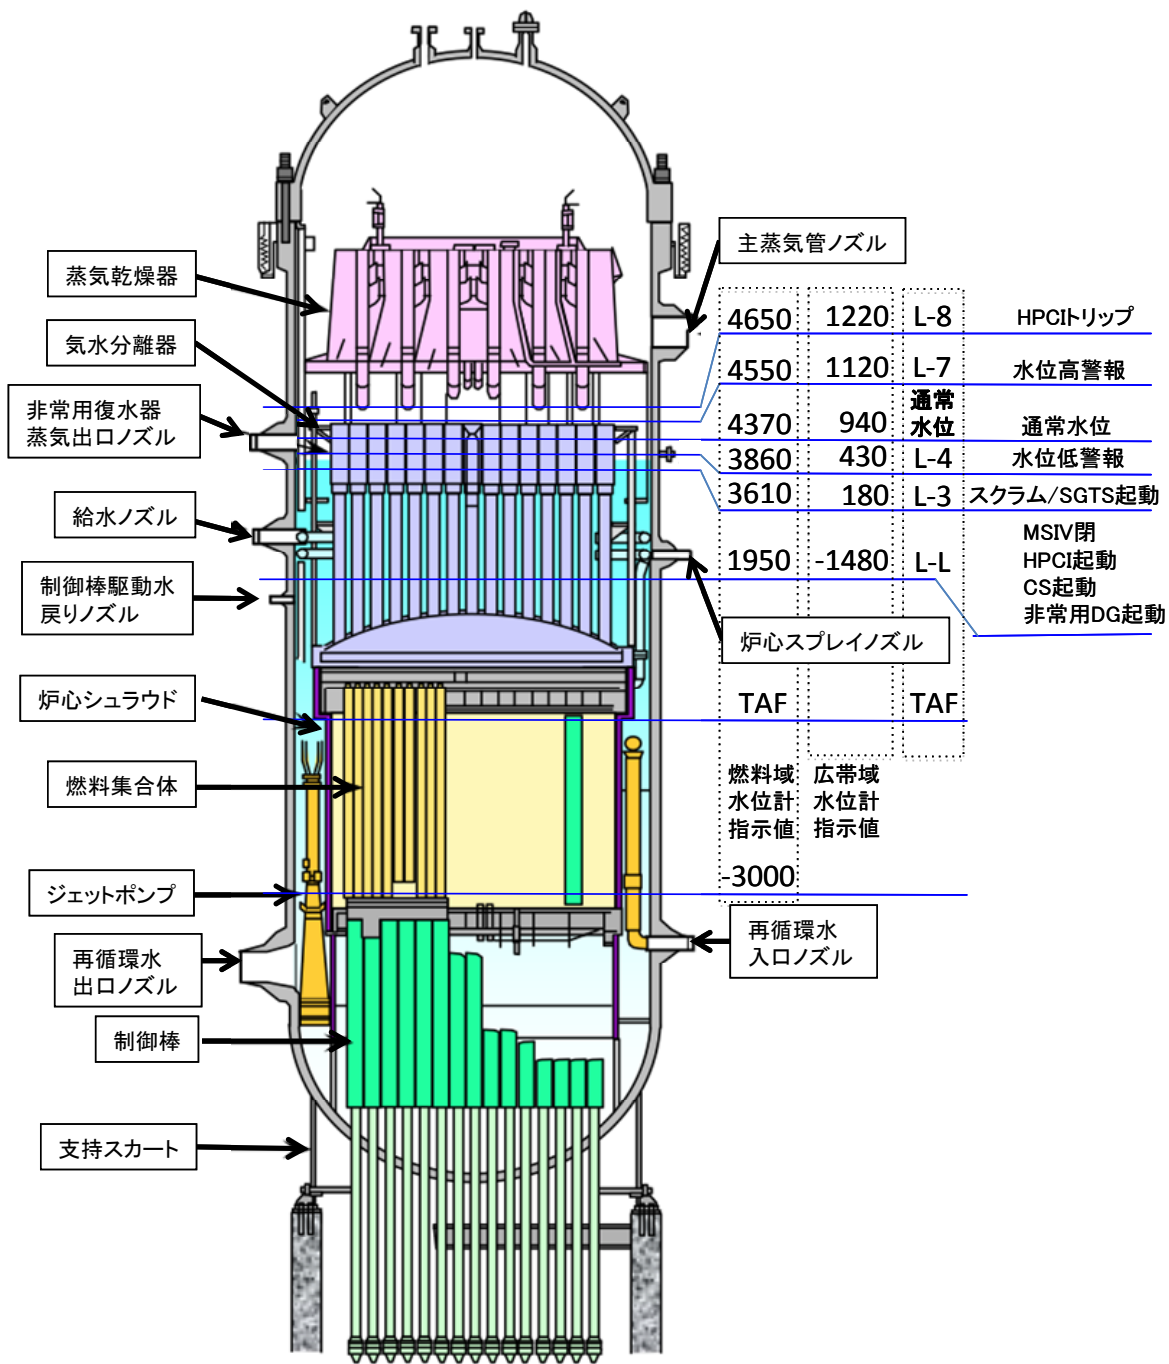 主蒸気管ノズル
蒸気乾燥器
気水分離器
非常用復水器
蒸気出口ノズル
給水ノズル
制御棒駆動水
戻りノズル
炉心シュラウド
燃料集合体
ジェットポンプ
再循環水
出口ノズル
制御棒
支持スカート
4650 1220 L-8 HPCIトリップ
4550 1120 L-7 水位高警報
通常
水位
4370 940 通常水位
3860 430 L-4 水位低警報
3610 180 L-3 スクラム/SGTS起動
1950 -1480 L-L
MSIV閉
HPCI起動
CS起動
非常用DG起動
炉心スプレイノズル
TAF TAF
燃料域
水位計
指示値
広帯域
水位計
指示値
-3000
再循環水
入口ノズル